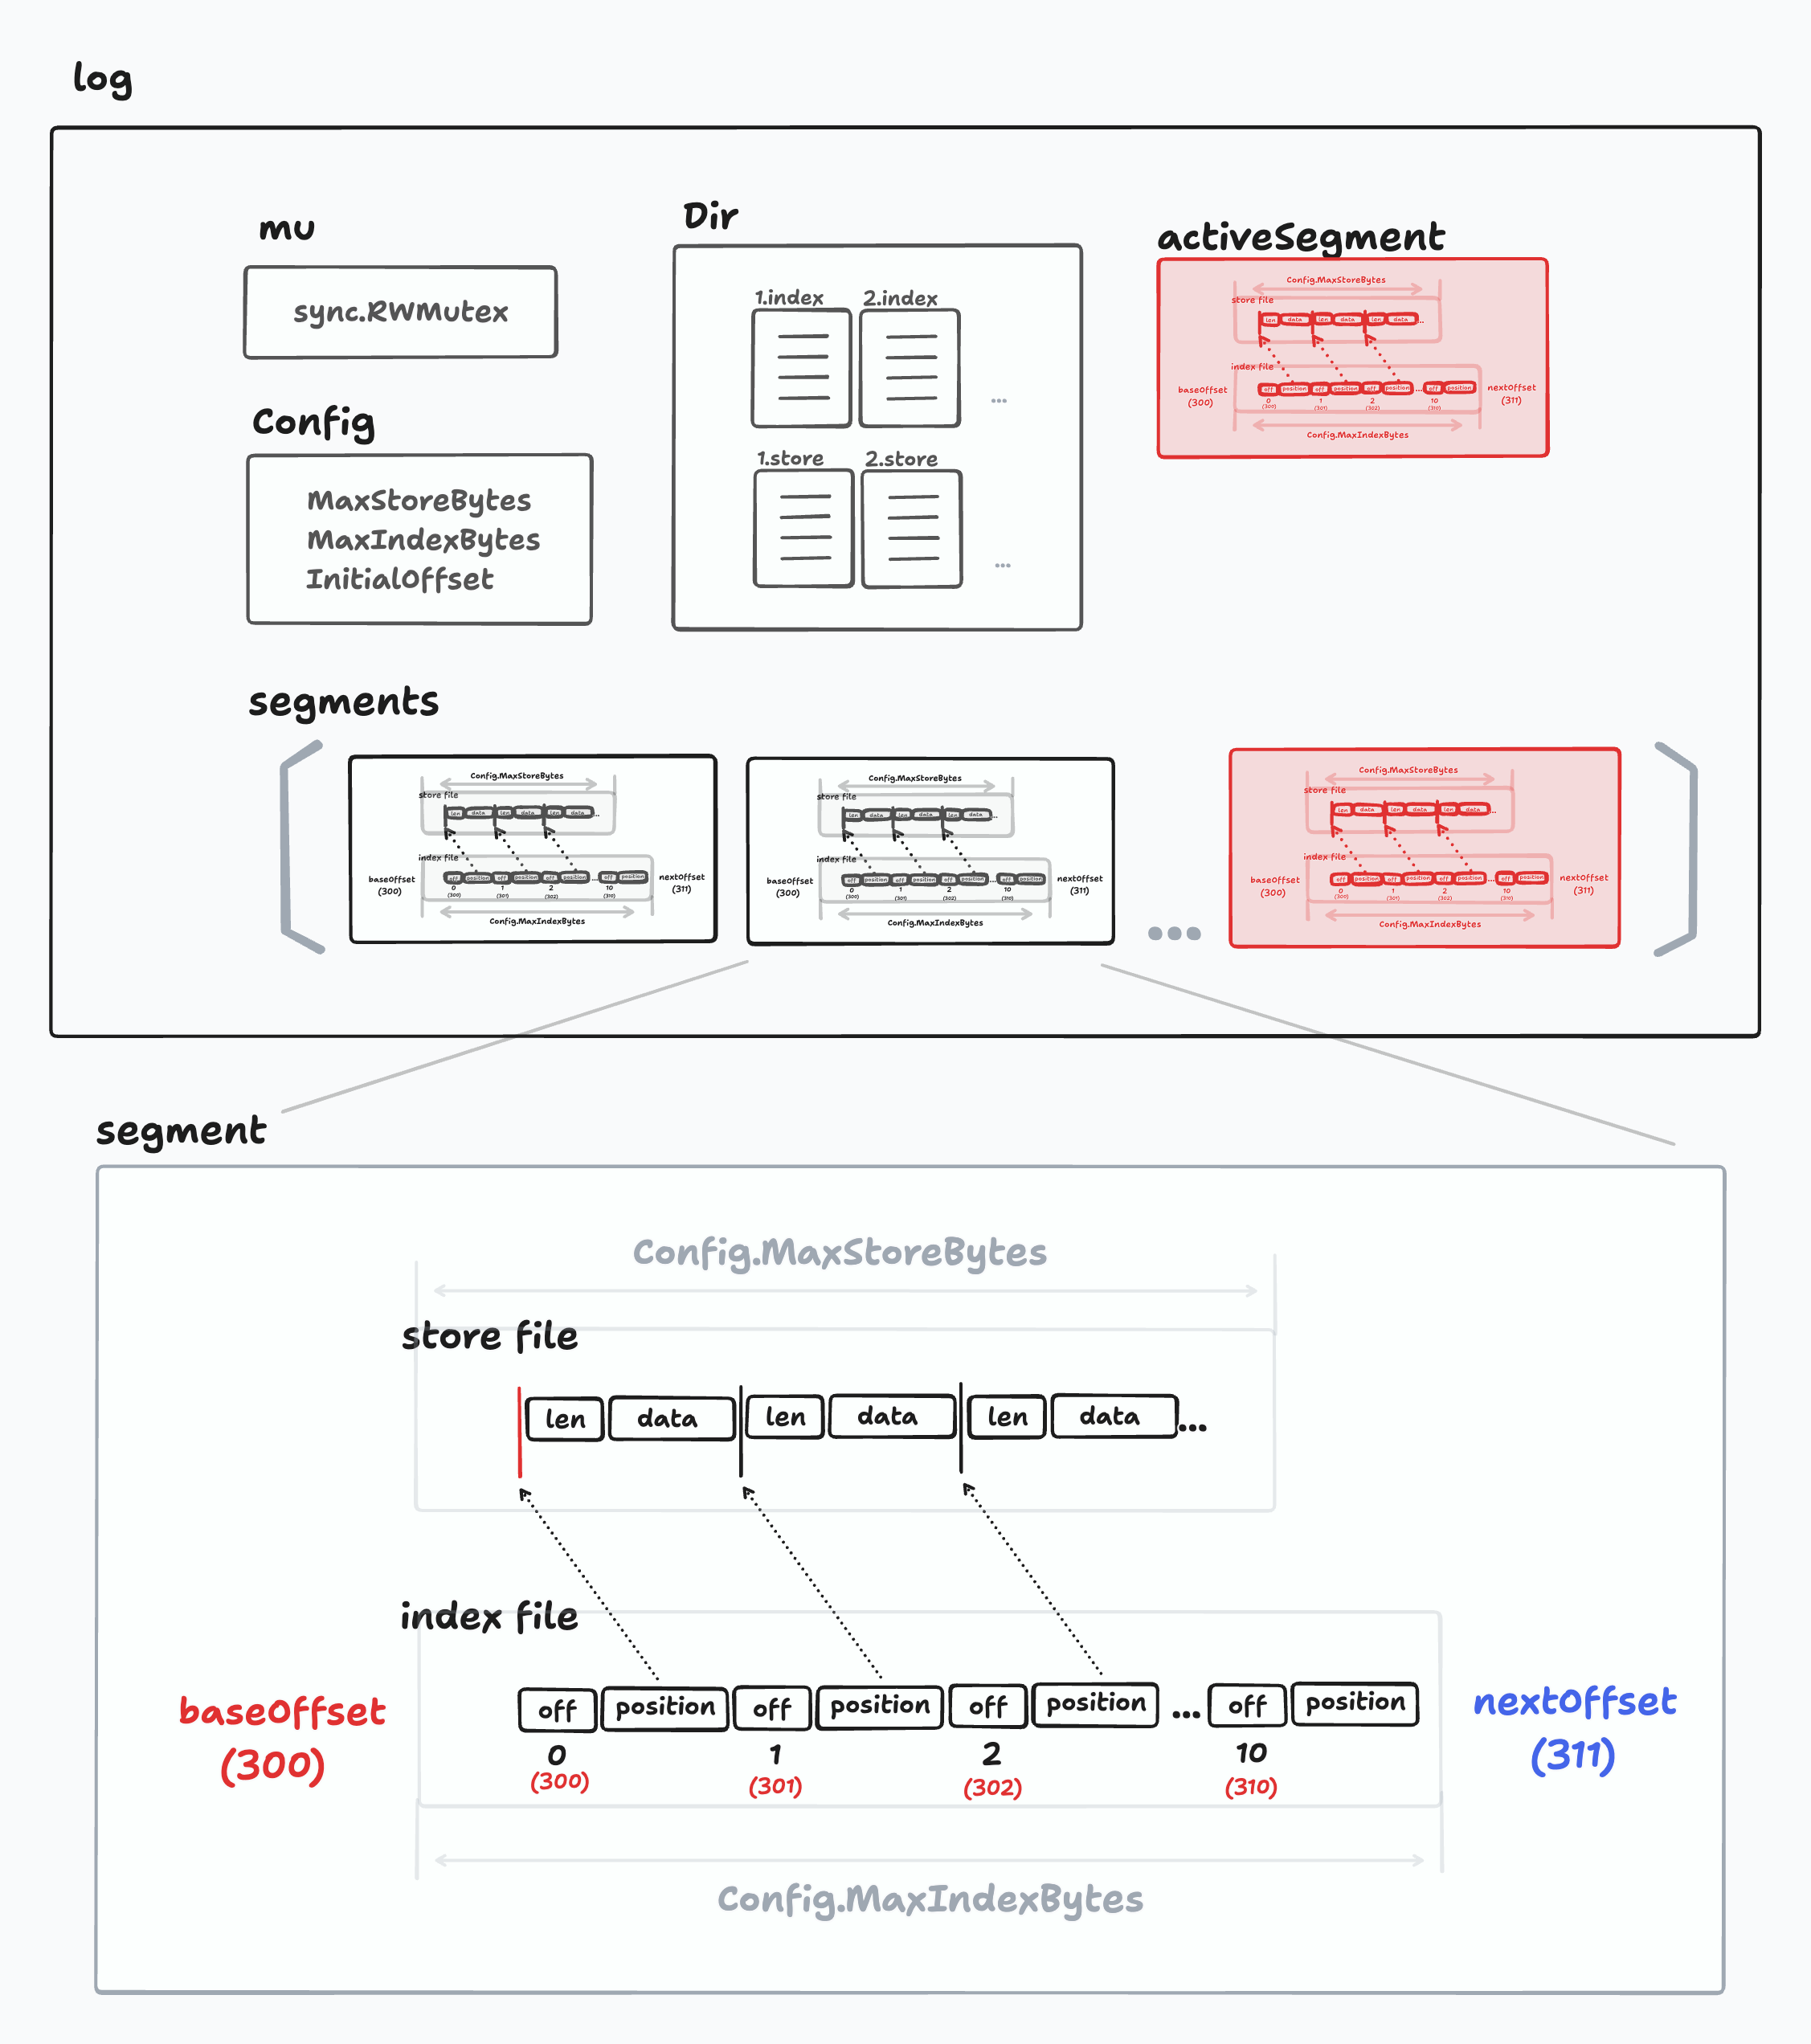 log
mu
sync.RWMutex
Config
MaxStoreBytes
MaxIndexBytes
InitialOffset
Dir
1.index
2.index
...
1.store
2.store
...
activeSegment
Config.MaxStoreBytes
store file
len data len data len data ...
index file
off position off position off position ... off position
baseOffset
(300)
0 1 2 10
(300) (301) (302) (310)
nextOffset
(311)
Config.MaxIndexBytes
segments
Config.MaxStoreBytes
store file
len data len data len data ...
index file
off position off position off position ... off position
baseOffset
(300)
0 1 2 10
(300) (301) (302) (310)
nextOffset
(311)
Config.MaxIndexBytes
Config.MaxStoreBytes
store file
len data len data len data ...
index file
off position off position off position ... off position
baseOffset
(300)
0 1 2 10
(300) (301) (302) (310)
nextOffset
(311)
Config.MaxIndexBytes
...
Config.MaxStoreBytes
store file
len data len data len data ...
index file
off position off position off position ... off position
baseOffset
(300)
0 1 2 10
(300) (301) (302) (310)
nextOffset
(311)
Config.MaxIndexBytes
segment
Config.MaxStoreBytes
store file
len data len data len data ...
index file
off position off position off position ... off position
baseOffset
(300)
0 1 2 10
(300) (301) (302) (310)
nextOffset
(311)
Config.MaxIndexBytes